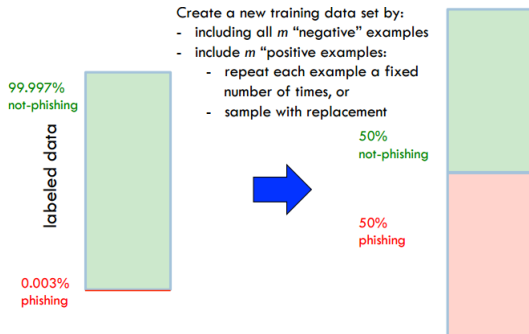 Create a new training data set by:
- including all m “negative” examples
- include m “positive examples:
- repeat each example a fixed
number of times, or
- sample with replacement
99.997%
not-phishing
labeled data
0.003%
phishing
50%
not-phishing
50%
phishing